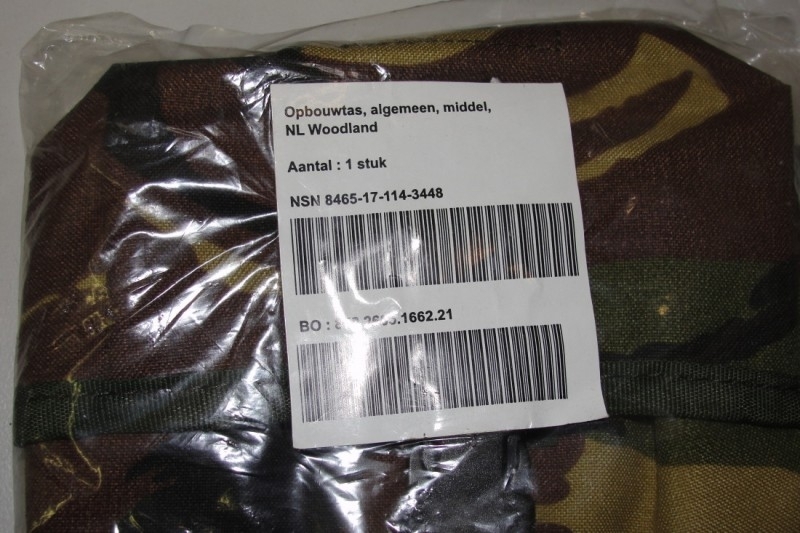 Opbouwtas, algemeen, middel,
NL Woodland
Aantal : 1 stuk
NSN 8465-17-114-3448
BO :